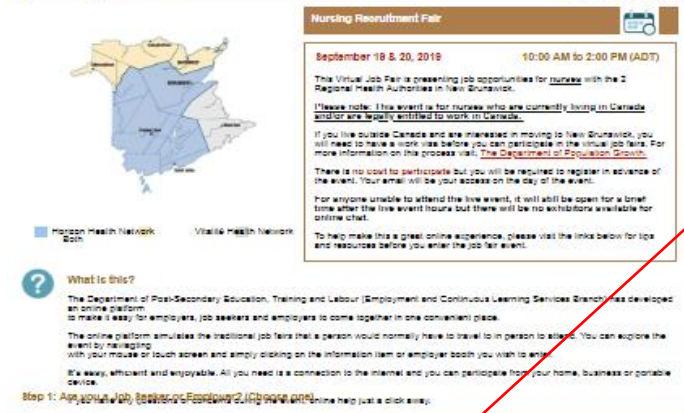 Nursing Recruitment Fair
September 19 & 20, 2019 10:00 AM to 2:00 PM (ADT)
This Virtual Job Fair is presenting job opportunities for nurses with the 2
Regional Health Authorities in New Brunswick.
Please note: This event is for nurses who are currently living in Canada
and/or are legally entitled to work in Canada.
If you live outside Canada and are interested in moving to New Brunswick, you
will need to have a work visa before you can participate in the virtual job fairs. For
more information on this process visit: The Department of Population Growth.
There is no cost to participate but you will be required to register in advance of
the event. Your email will be your access on the day of the event.
For anyone unable to attend the live event, it will still be open for a brief
time after the live event hours but there will be no exhibitors available for
online chat.
To help make this a great online experience, please visit the links below for tips
and resources before you enter the job fair event.
Horizon Health Network Vitalité Health Network
Both
What is this?
The Department of Post-Secondary Education, Training and Labour (Employment and Continuous Learning Services Branch) has developed
an online platform
to make it easy for employers, job seekers and employers to come together in one convenient place.
The online platform simulates the traditional job fairs that a person would normally have to travel to in person to attend. You can explore the
event by navigating
with your mouse or touch screen and simply clicking on the information item or employer booth you wish to enter.
It's easy, efficient and enjoyable. All you need is a connection to the internet and you can participate from your home, business or portable
device.
Step 1: Are you a Job Seeker or Employer? (Choose one)
If you have any questions or concerns during the event, online help just a click away.